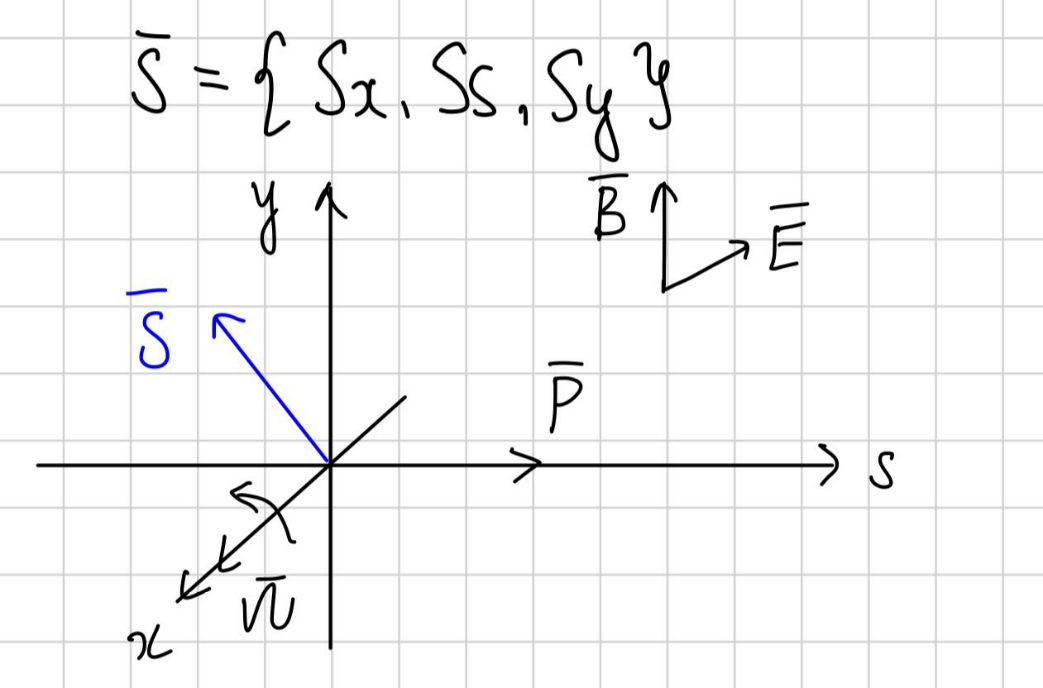 S̄ = { Sx, Ss, Sy }
y
B̄
Ē
S̄
P̄
s
x